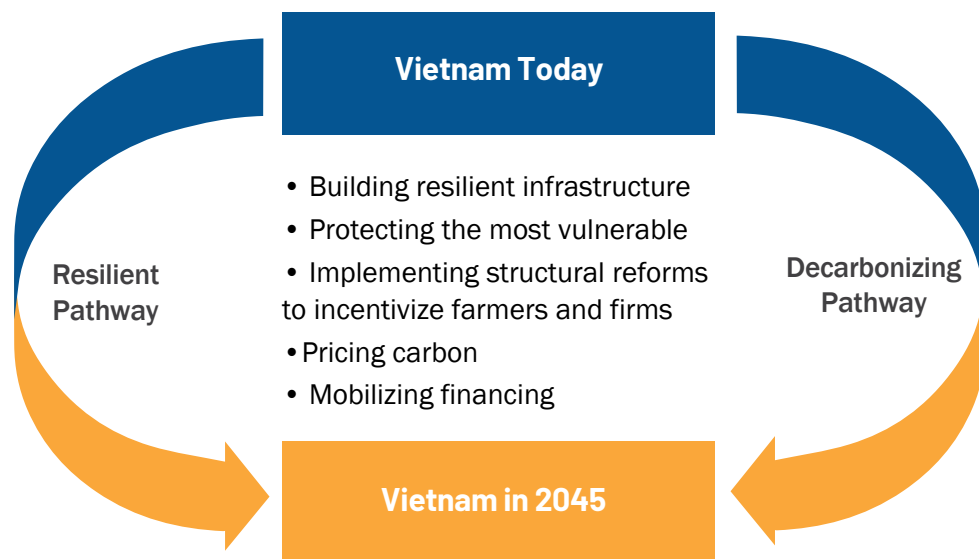 Vietnam Today
• Building resilient infrastructure
• Protecting the most vulnerable
• Implementing structural reforms
to incentivize farmers and firms
•Pricing carbon
• Mobilizing financing
Resilient
Pathway
Decarbonizing
Pathway
Vietnam in 2045